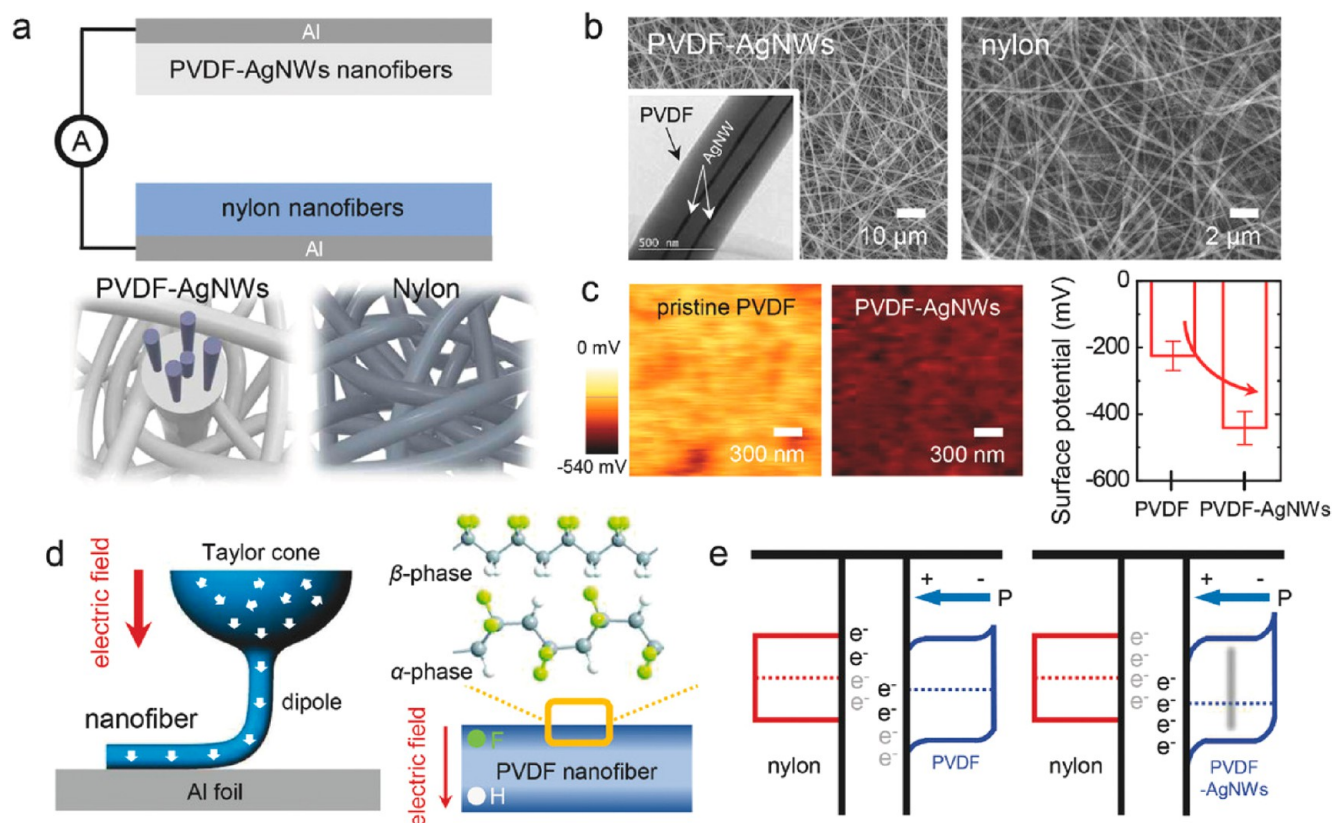 a
Al
PVDF-AgNWs nanofibers
A
nylon nanofibers
Al
PVDF-AgNWs
Nylon
b
PVDF-AgNWs
PVDF
AgNW
500 nm
10 µm
nylon
2 µm
c
pristine PVDF
0 mV
-540 mV
300 nm
PVDF-AgNWs
300 nm
Surface potential (mV)
0
-200
-400
-600
PVDF
PVDF-AgNWs
d
electric field
Taylor cone
dipole
nanofiber
Al foil
β-phase
α-phase
electric field
F
PVDF nanofiber
H
e
+ -
P
e-
e-
e-
e-
e-
e-
e-
e-
nylon
PVDF
+ -
P
e-
e-
e-
e-
e-
e-
e-
e-
nylon
PVDF
-AgNWs